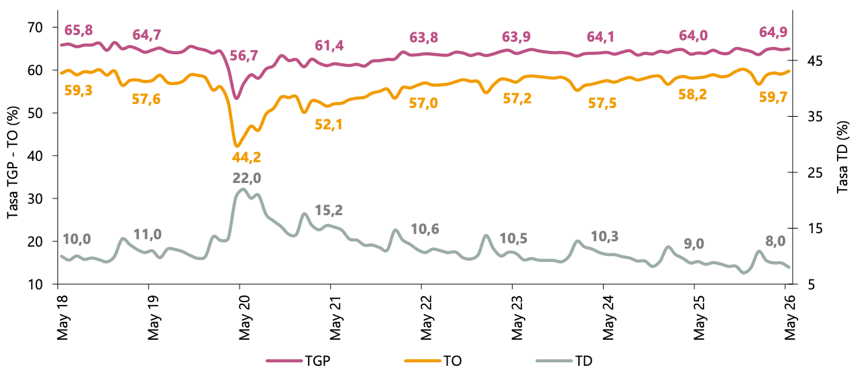 70
60
50
40
30
20
10
Tasa TGP - TO (%)
45
35
25
15
5
Tasa TD (%)
65,8
64,7
56,7
61,4
63,8
63,9
64,1
64,0
64,9
59,3
57,6
44,2
52,1
57,0
57,2
57,5
58,2
59,7
10,0
11,0
22,0
15,2
10,6
10,5
10,3
9,0
8,0
May 18
May 19
May 20
May 21
May 22
May 23
May 24
May 25
May 26
TGP
TO
TD